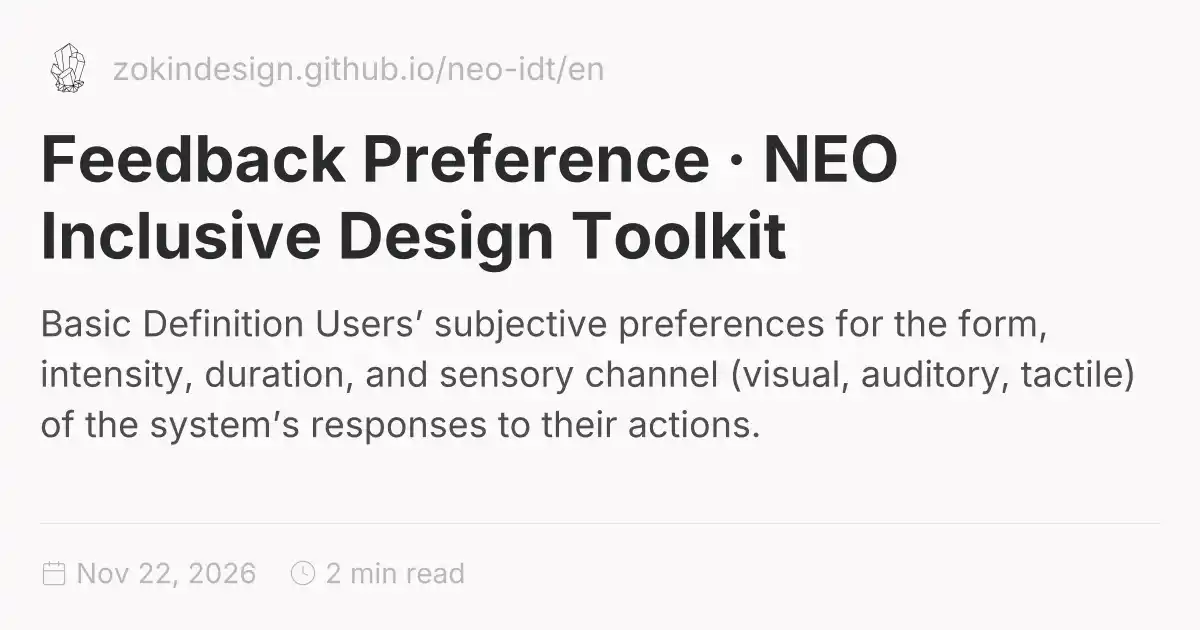 zokindesign.github.io/neo-idt/en
Feedback Preference · NEO
Inclusive Design Toolkit
Basic Definition Users’ subjective preferences for the form,
intensity, duration, and sensory channel (visual, auditory, tactile)
of the system’s responses to their actions.
Nov 22, 2026 2 min read